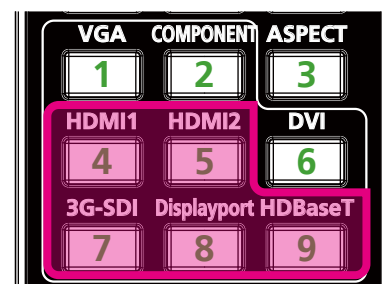 VGA COMPONENT ASPECT
1 2 3
HDMI1 HDMI2 DVI
4 5 6
3G-SDI Displayport HDBaseT
7 8 9